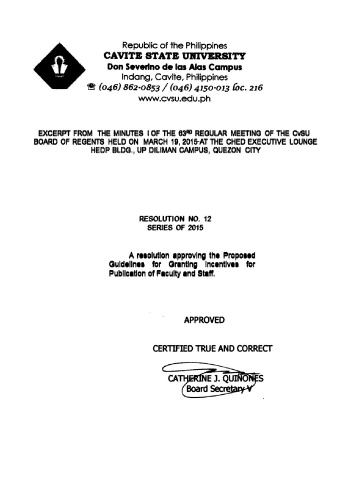 Republic of the Philippines
CAVITE STATE UNIVERSITY
Don Severino de las Alas Campus
Indang, Cavite, Philippines
☎ (046) 862-0853 / (046) 4150-013 loc. 216
www.cvsu.edu.ph
EXCERPT FROM THE MINUTES I OF THE 63RD REGULAR MEETING OF THE CvSU
BOARD OF REGENTS HELD ON MARCH 19, 2015 AT THE CHED EXECUTIVE LOUNGE
HEDP BLDG., UP DILIMAN CAMPUS, QUEZON CITY
RESOLUTION NO. 12
SERIES OF 2015
A resolution approving the Proposed
Guidelines for Granting Incentives for
Publication of Faculty and Staff.
APPROVED
CERTIFIED TRUE AND CORRECT
CATHERINE J. QUIÑONES
Board Secretary V